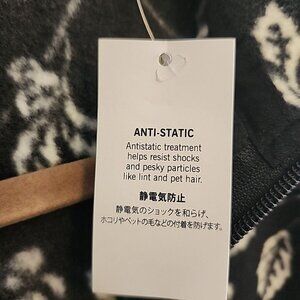 ANTI-STATIC
Antistatic treatment
helps resist shocks
and pesky particles
like lint and pet hair.
静電気防止
静電気のショックを和らげ、
ホコリやペットの毛などの付着を防げます。